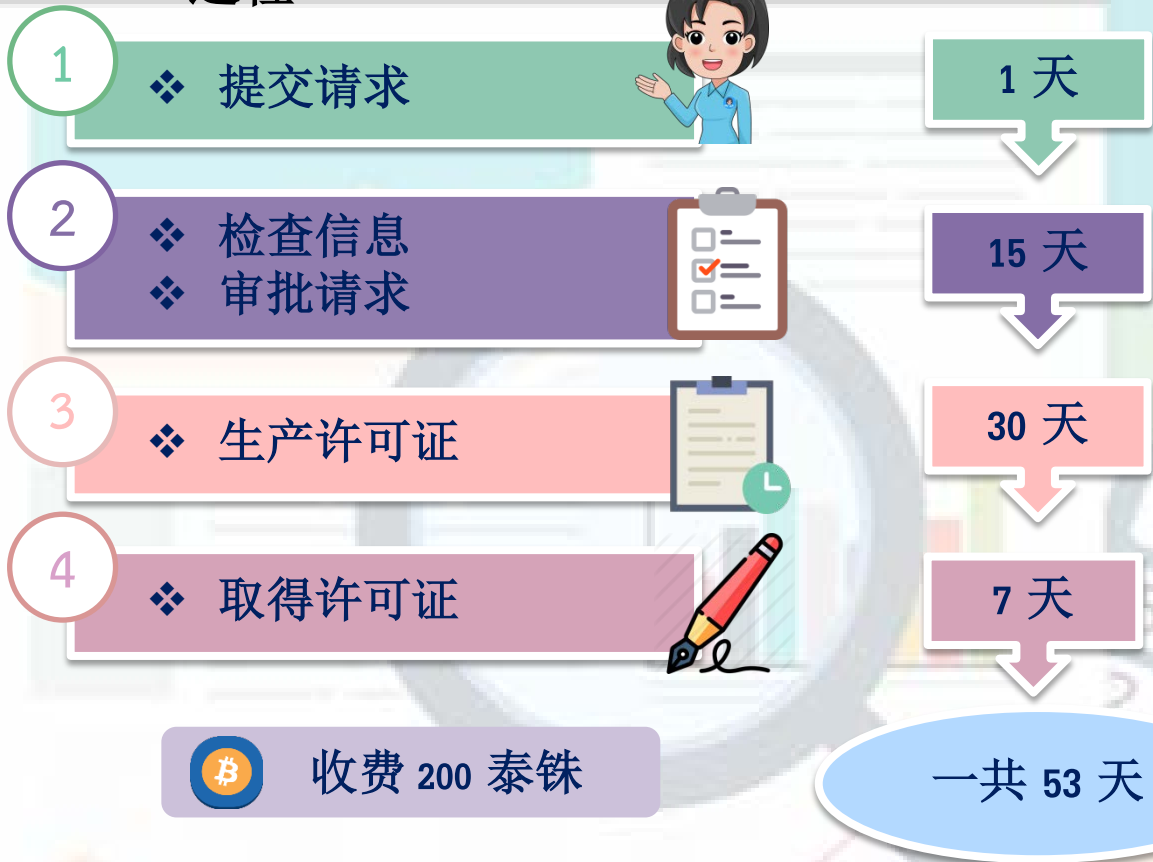 1
❖ 提交请求
1 天
2
❖ 检查信息
❖ 审批请求
15 天
3
❖ 生产许可证
30 天
4
❖ 取得许可证
7 天
收费 200 泰铢
一共 53 天